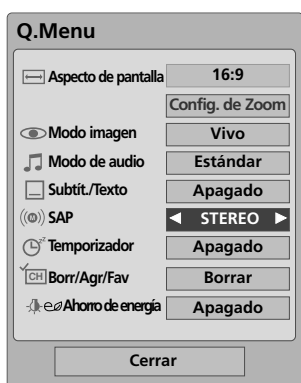 Q.Menu
Aspecto de pantalla 16:9
Config. de Zoom
Modo imagen Vivo
Modo de audio Estándar
Subtít./Texto Apagado
SAP ◀ STEREO ▶
Temporizador Apagado
CH Borr/Agr/Fav Borrar
Ahorro de energía Apagado
Cerrar